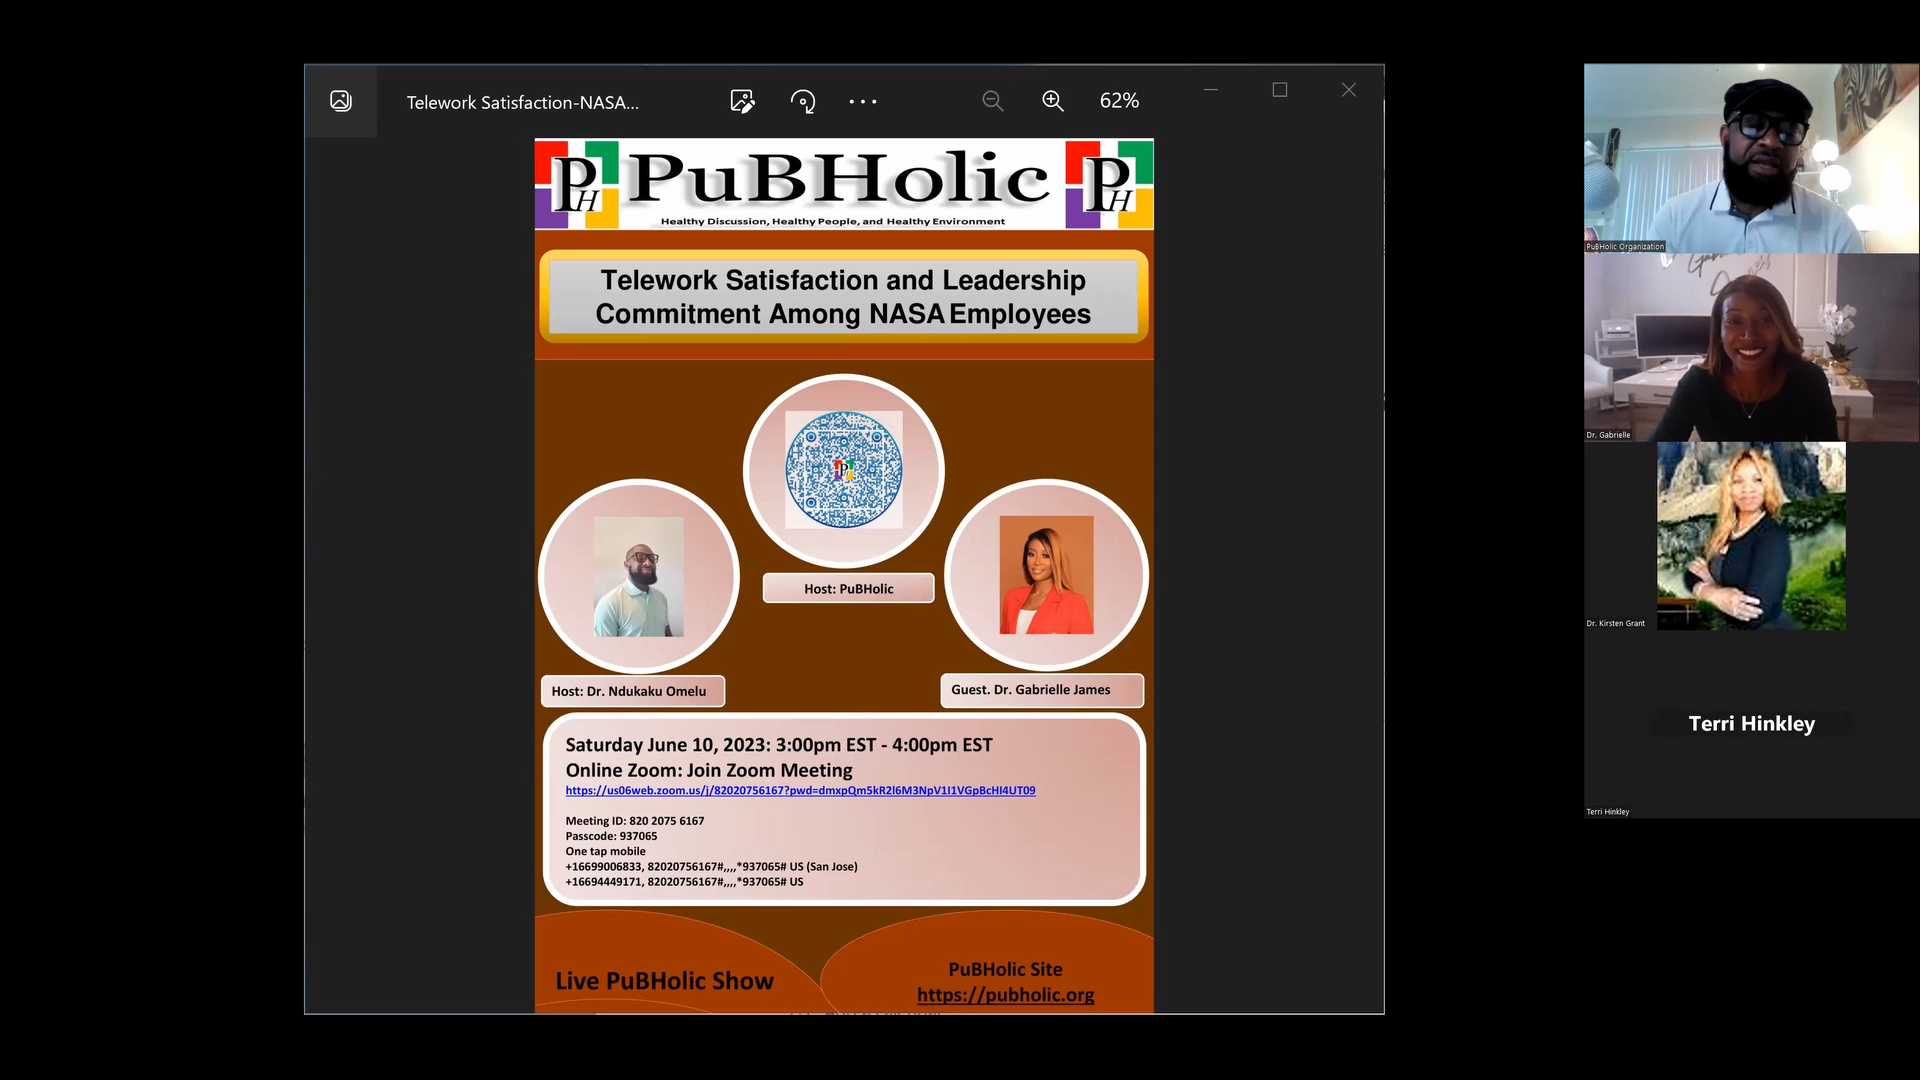 Telework Satisfaction-NASA...
62%
PH
PuBHolic
PH
Healthy Discussion, Healthy People, and Healthy Environment
Telework Satisfaction and Leadership
Commitment Among NASA Employees
Host: PuBHolic
Host: Dr. Ndukaku Omelu
Guest. Dr. Gabrielle James
Saturday June 10, 2023: 3:00pm EST - 4:00pm EST
Online Zoom: Join Zoom Meeting
https://us06web.zoom.us/j/82020756167?pwd=dmxpQm5kR2l6M3NpV1I1VGpBcHI4UT09
Meeting ID: 820 2075 6167
Passcode: 937065
One tap mobile
+16699006833, 82020756167#,,,,*937065# US (San Jose)
+16694449171, 82020756167#,,,,*937065# US
Live PuBHolic Show
PuBHolic Site
https://pubholic.org
PuBHolic Organization
Dr. Gabrielle
Dr. Kirsten Grant
Terri Hinkley
Terri Hinkley